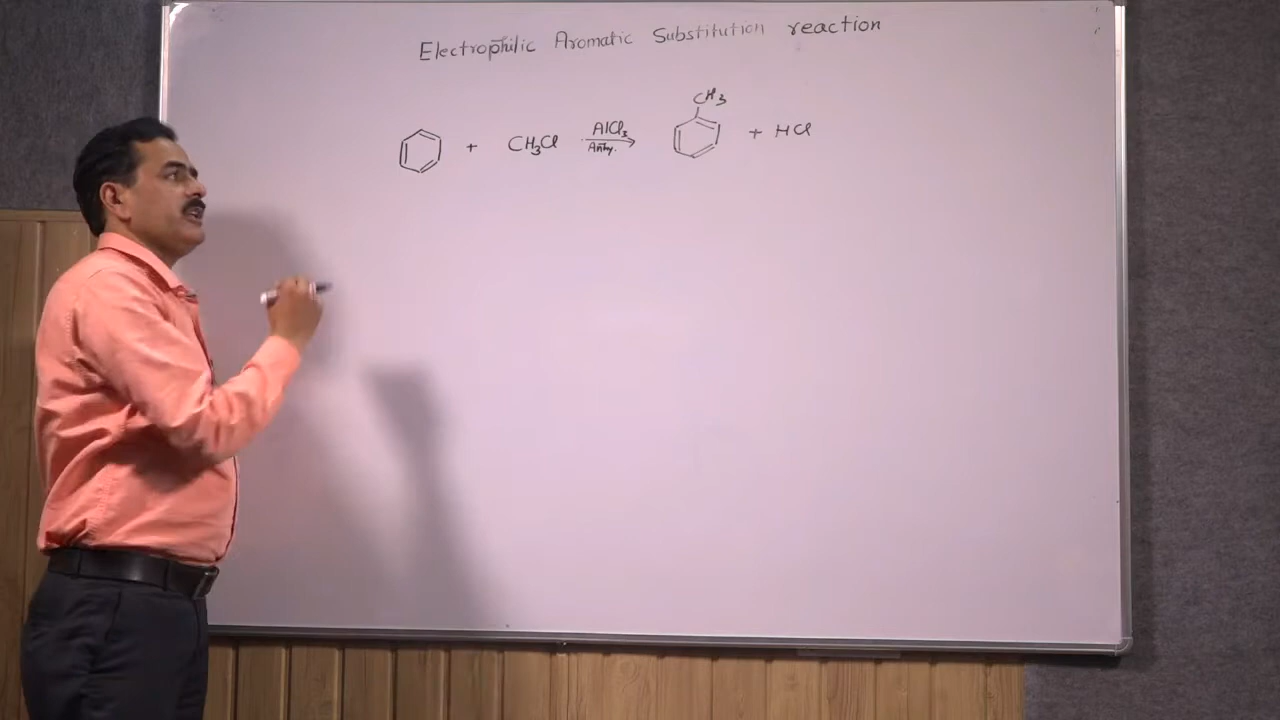 Electrophilic Aromatic Substitution reaction
+ CH3Cl AlCl3 Anhy. → CH3 + HCl